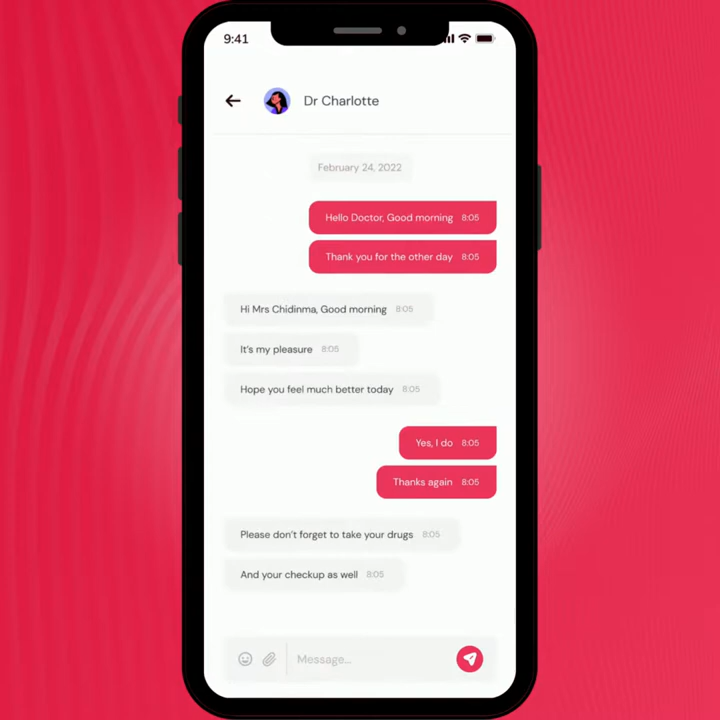 9:41
Dr Charlotte
February 24, 2022
Hello Doctor, Good morning 8:05
Thank you for the other day 8:05
Hi Mrs Chidinma, Good morning 8:05
It's my pleasure 8:05
Hope you feel much better today 8:05
Yes, I do 8:05
Thanks again 8:05
Please don't forget to take your drugs 8:05
And your checkup as well 8:05
Message...